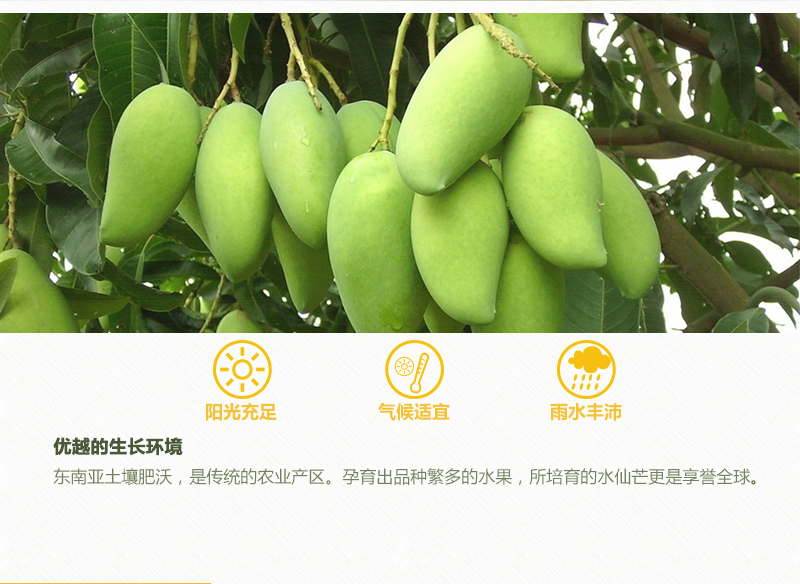 阳光充足 气候适宜 雨水丰沛
优越的生长环境
东南亚土壤肥沃，是传统的农业产区。孕育出品种繁多的水果，所培育的水仙芒更是享誉全球。